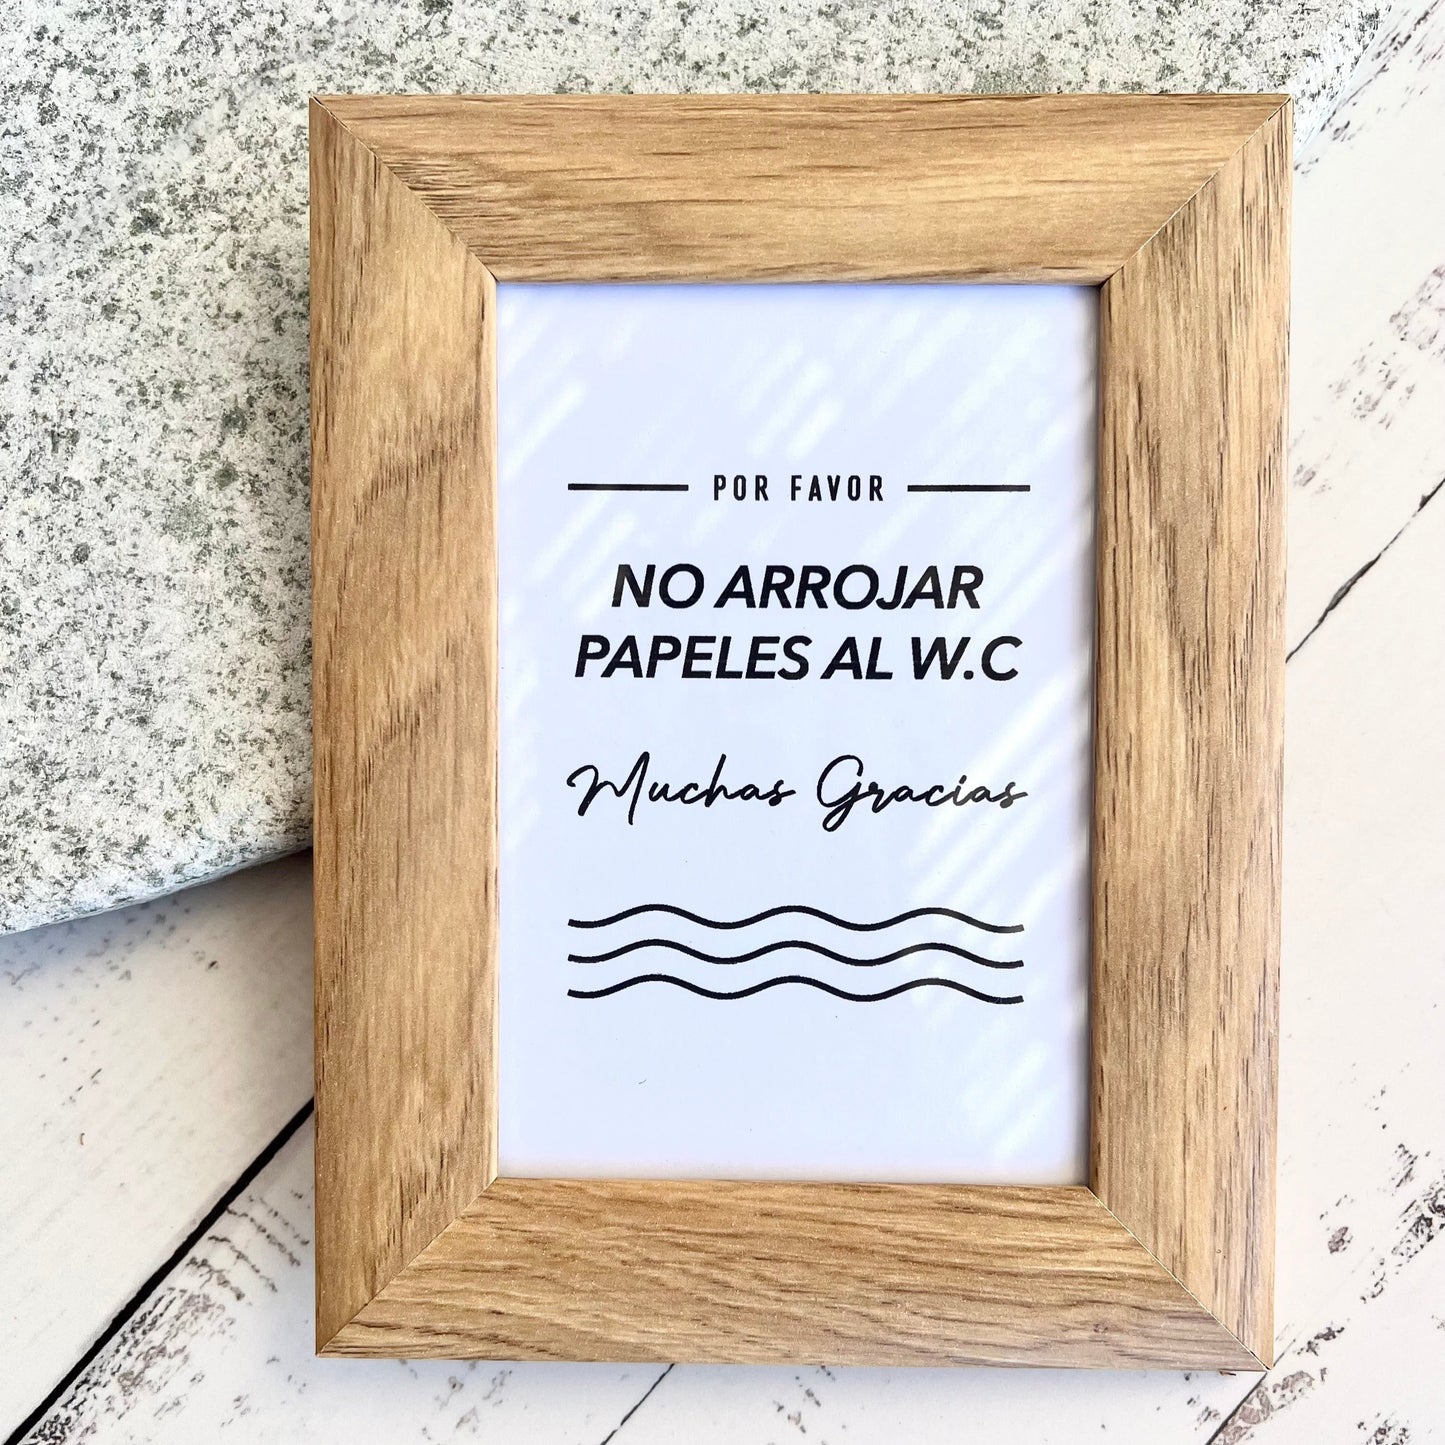 POR FAVOR
NO ARROJAR
PAPELES AL W.C
Muchas Gracias